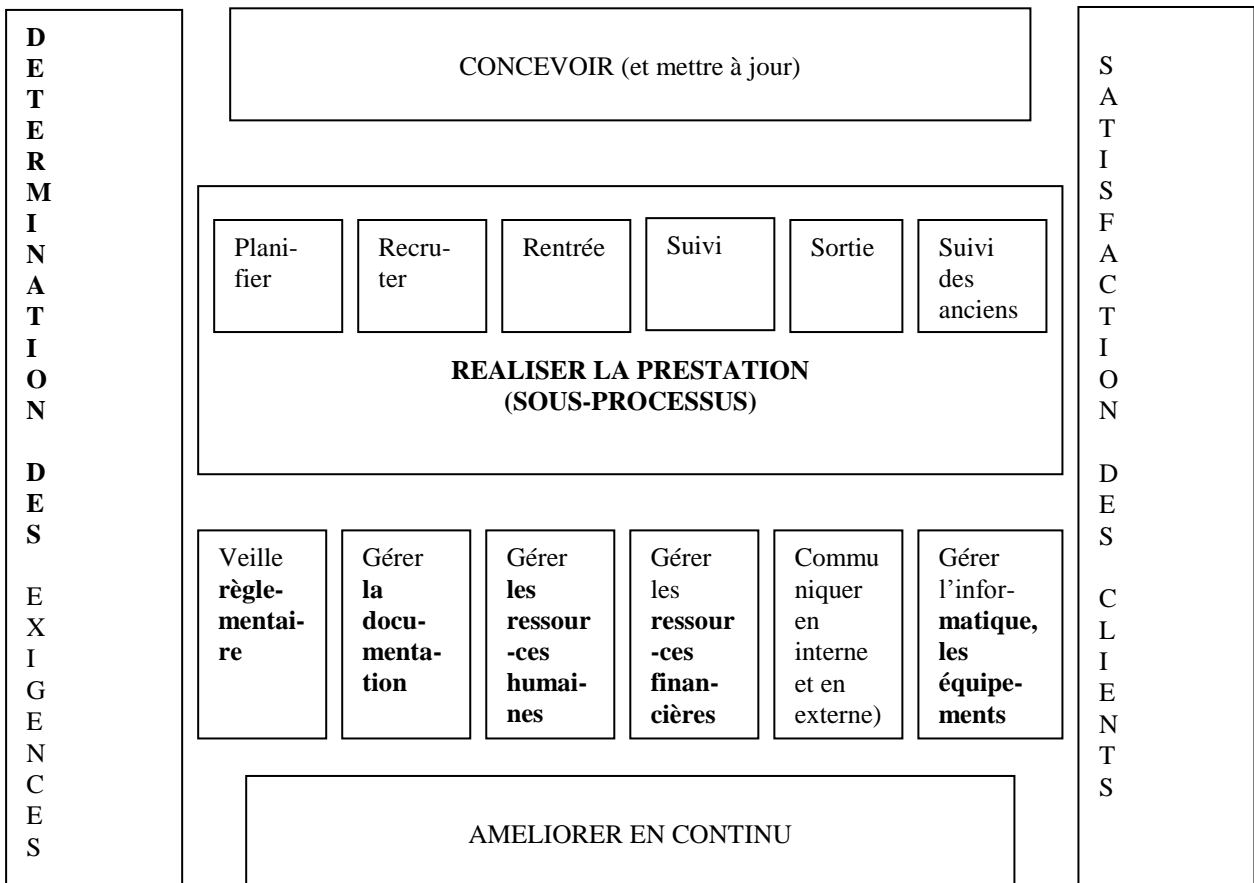 DETERMINATION DES EXIGENCES
CONCEVOIR (et mettre à jour)
Plani-
fier
Recru-
ter
Rentrée
Suivi
Sortie
Suivi
des
anciens
REALISER LA PRESTATION
(SOUS-PROCESSUS)
Veille
règle-
mentai-
re
Gérer
la
docu-
menta-
tion
Gérer
les
ressour
-ces
humai-
nes
Gérer
les
ressour
-ces
finan-
cières
Commu
niquer
en
interne
et en
externe)
Gérer
l’infor-
matique,
les
équipe-
ments
AMELIORER EN CONTINU
SATISFACTION DES CLIENTS